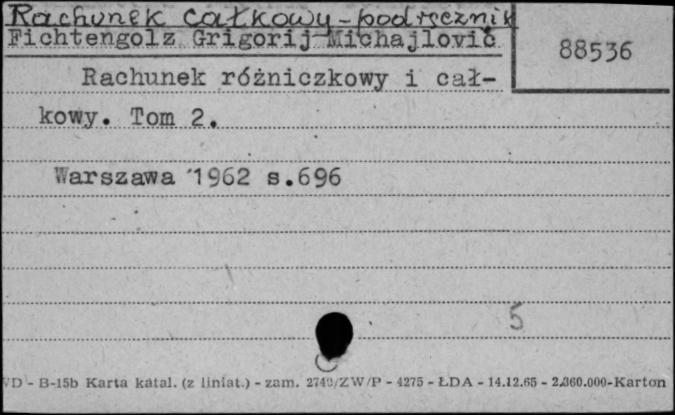 Rachunek całkowy - podręcznik
Fichtengolz Grigorij Michajlovič
88536
Rachunek różniczkowy i cał-
kowy. Tom 2.
Warszawa 1962 s.696
5
D - B-15b Karta katal. (z liniat.) - zam. /ZW/P - 4275 - ŁDA - 14.12.65 - 2.360.000-Karton